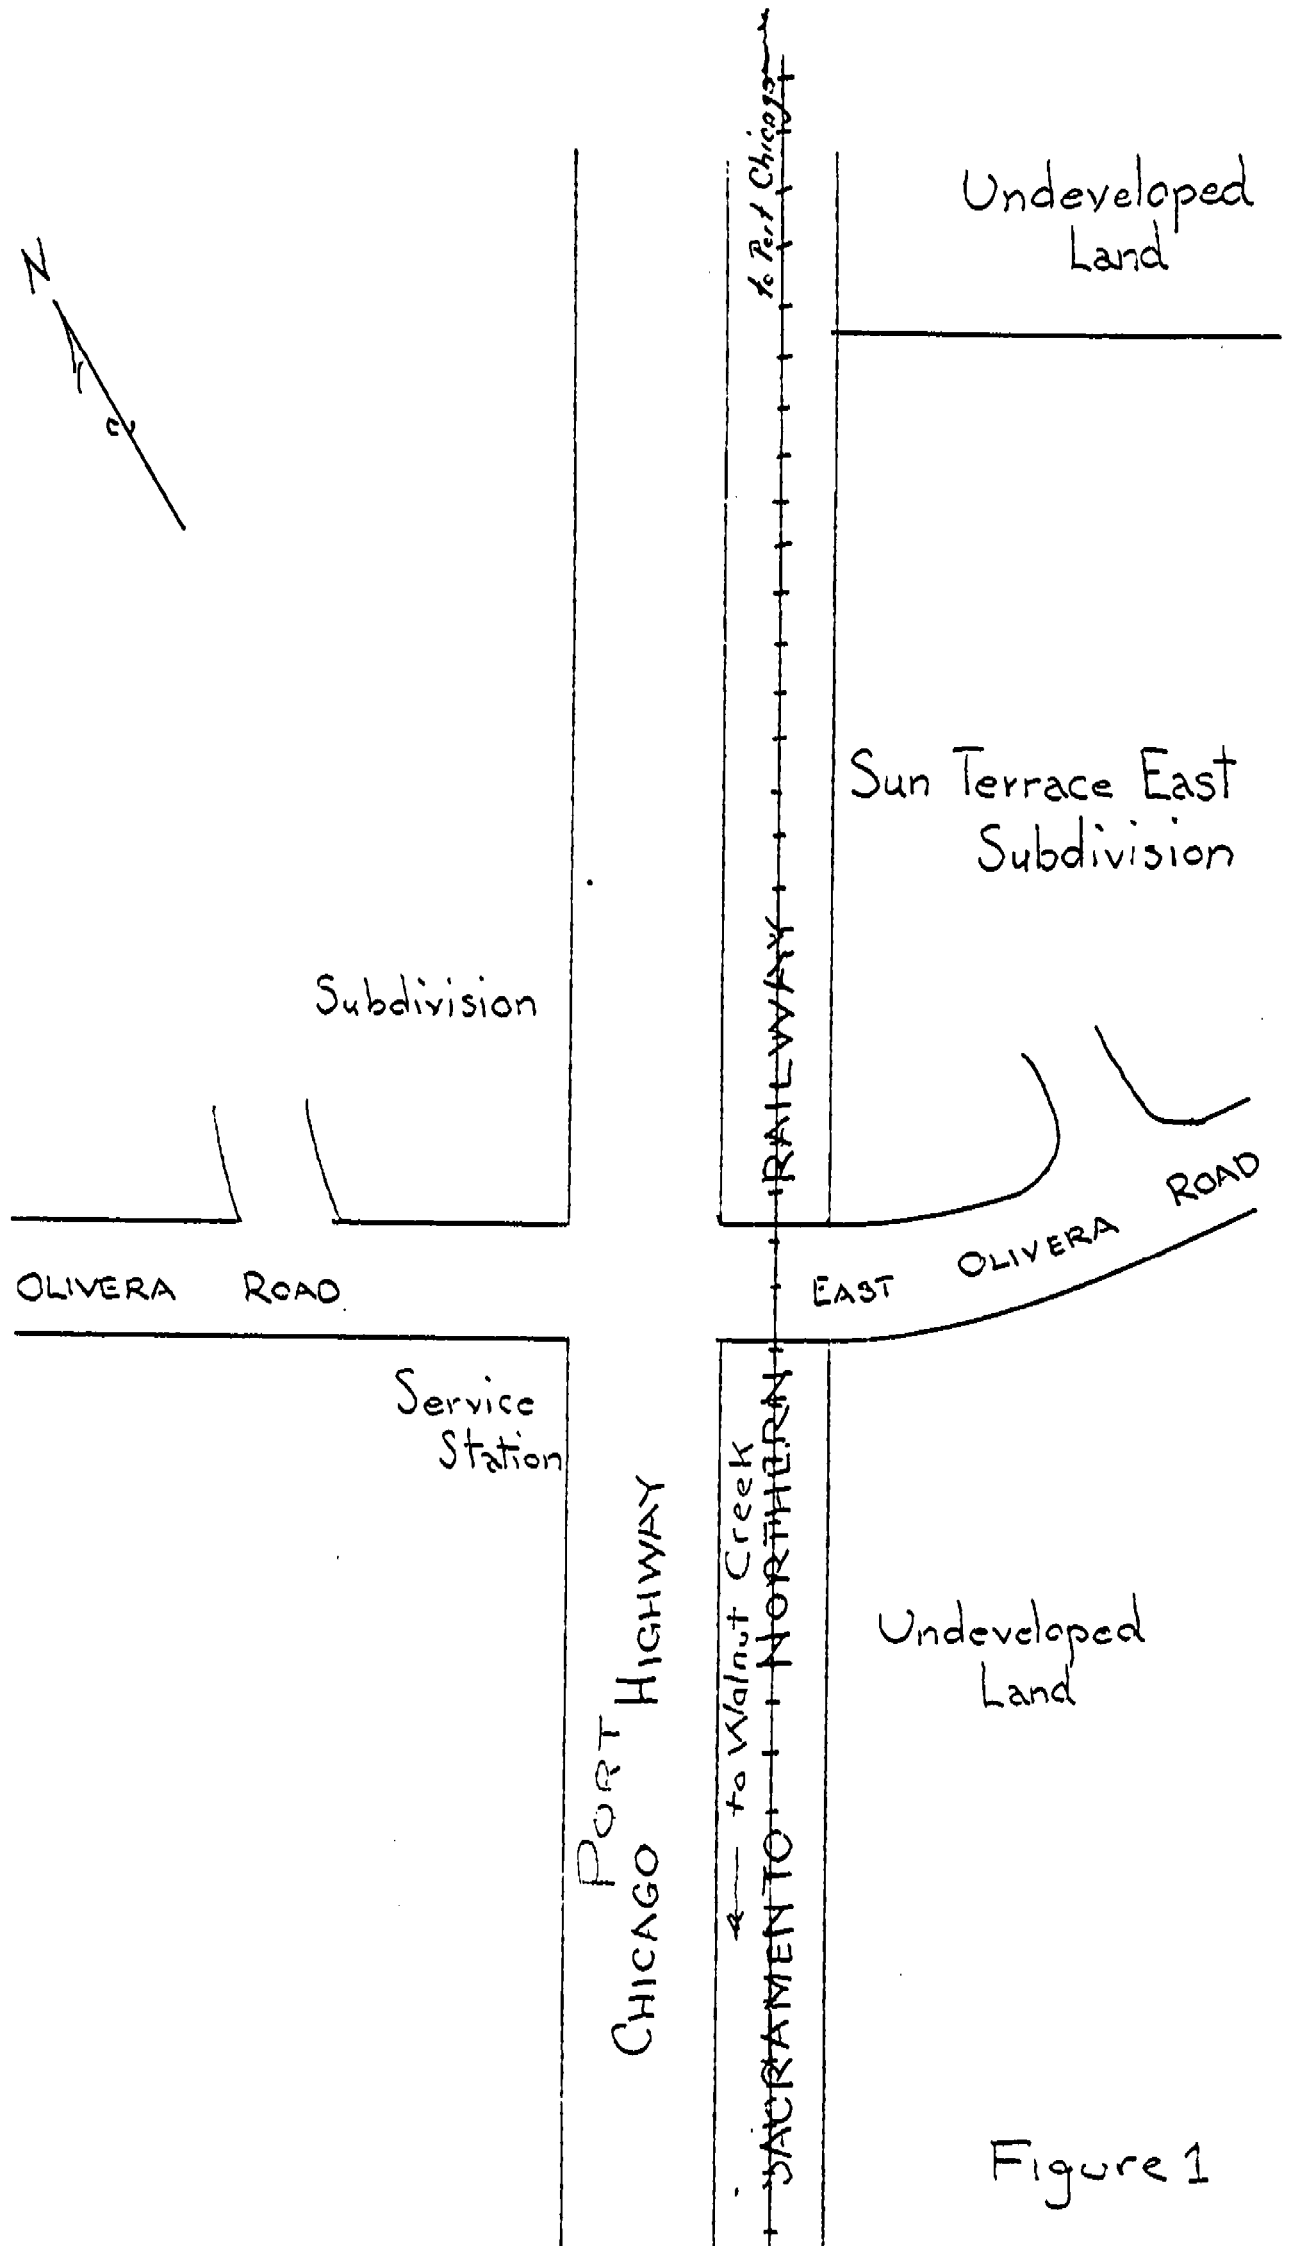 to Port Chicago
Undeveloped
Land
N
Sun Terrace East
Subdivision
Subdivision
OLIVERA ROAD
EAST OLIVERA ROAD
Service
Station
PORT
CHICAGO HIGHWAY
to Walnut Creek
SACRAMENTO NORTHERN RAILWAY
Undeveloped
Land
Figure 1